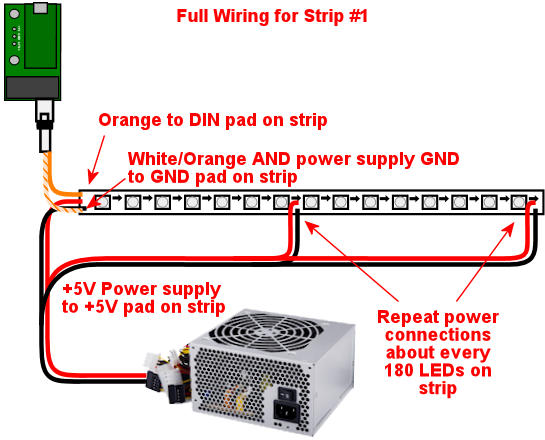 Full Wiring for Strip #1
Orange to DIN pad on strip
White/Orange AND power supply GND
to GND pad on strip
+5V Power supply
to +5V pad on strip
Repeat power
connections
about every
180 LEDs on
strip